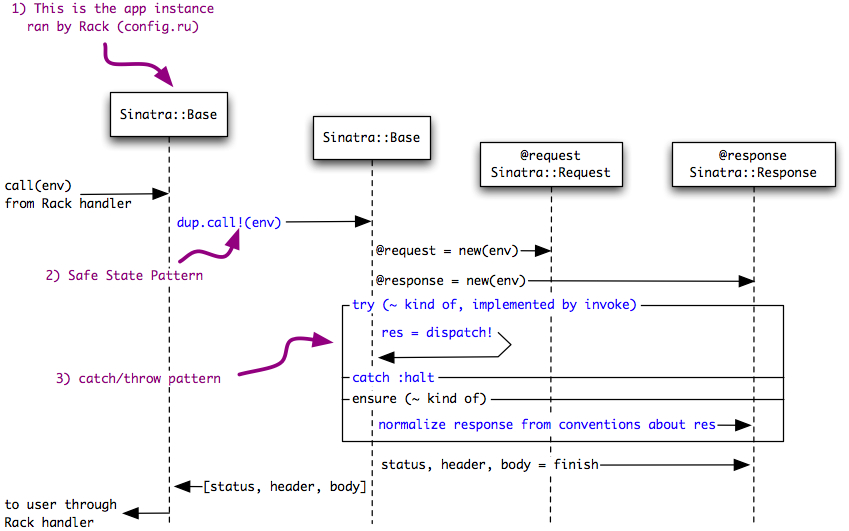 1) This is the app instance
ran by Rack (config.ru)
Sinatra::Base
Sinatra::Base
@request
Sinatra::Request
@response
Sinatra::Response
call(env)
from Rack handler
dup.call!(env)
@request = new(env)
2) Safe State Pattern
@response = new(env)
try (~ kind of, implemented by invoke)
res = dispatch!
3) catch/throw pattern
catch :halt
ensure (~ kind of)
normalize response from conventions about res
status, header, body = finish
[status, header, body]
to user through
Rack handler